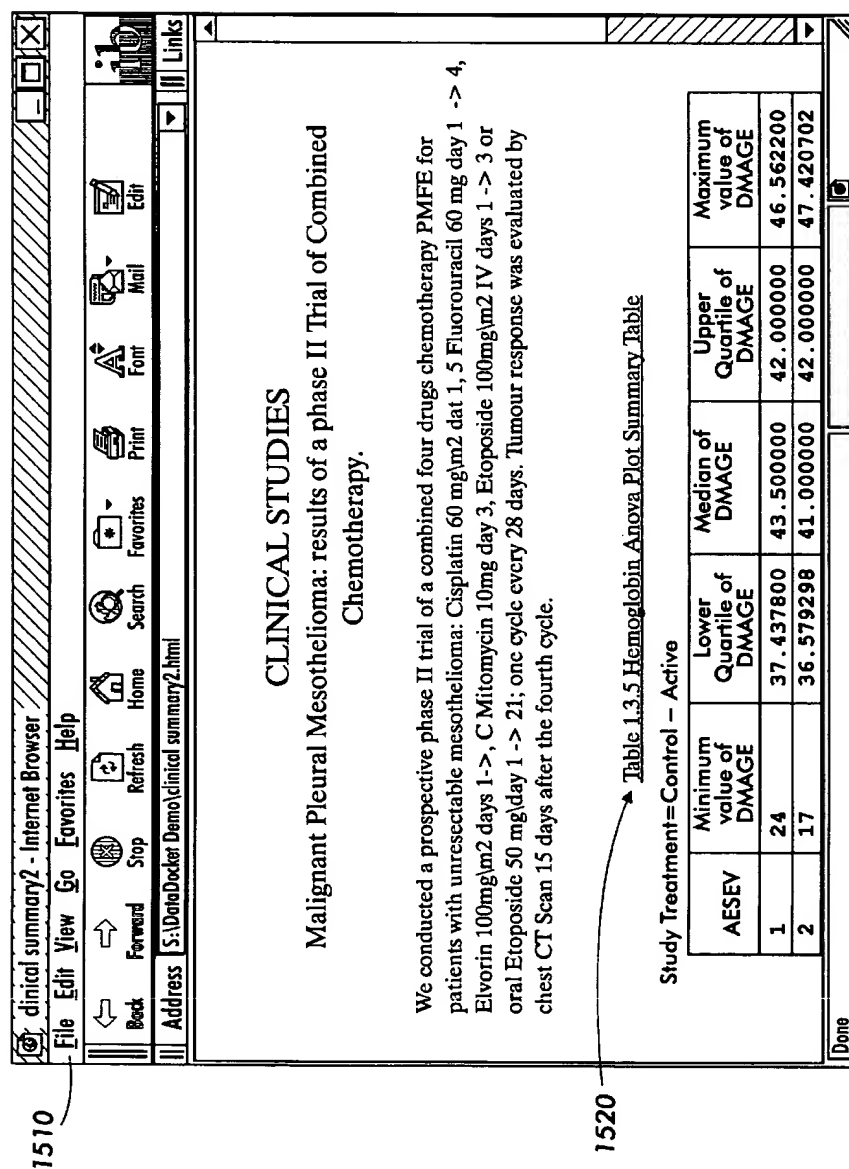 1510
clinical summary2 - Internet Browser
File Edit View Go Favorites Help
Back Forward Stop Refresh Home Search Favorites Print Font Mail Edit
Address S:\DataDocket Demo\clinical summary2.html Links
CLINICAL STUDIES
Malignant Pleural Mesothelioma: results of a phase II Trial of Combined
Chemotherapy.
We conducted a prospective phase II trial of a combined four drugs chemotherapy PMFE for
patients with unresectable mesothelioma: Cisplatin 60 mg\m2 dat 1, 5 Fluorouracil 60 mg day 1 -> 4,
Elvorin 100mg\m2 days 1->, C Mitomycin 10mg day 3, Etoposide 100mg\m2 IV days 1 -> 3 or
oral Etoposide 50 mg\day 1 -> 21; one cycle every 28 days. Tumour response was evaluated by
chest CT Scan 15 days after the fourth cycle.
1520
Table 1.3.5 Hemoglobin Anova Plot Summary Table
Study Treatment=Control – Active
AESEV Minimum value of DMAGE Lower Quartile of DMAGE Median of DMAGE Upper Quartile of DMAGE Maximum value of DMAGE
1 24 37.437800 43.500000 42.000000 46.562200
2 17 36.579298 41.000000 42.000000 47.420702
Done